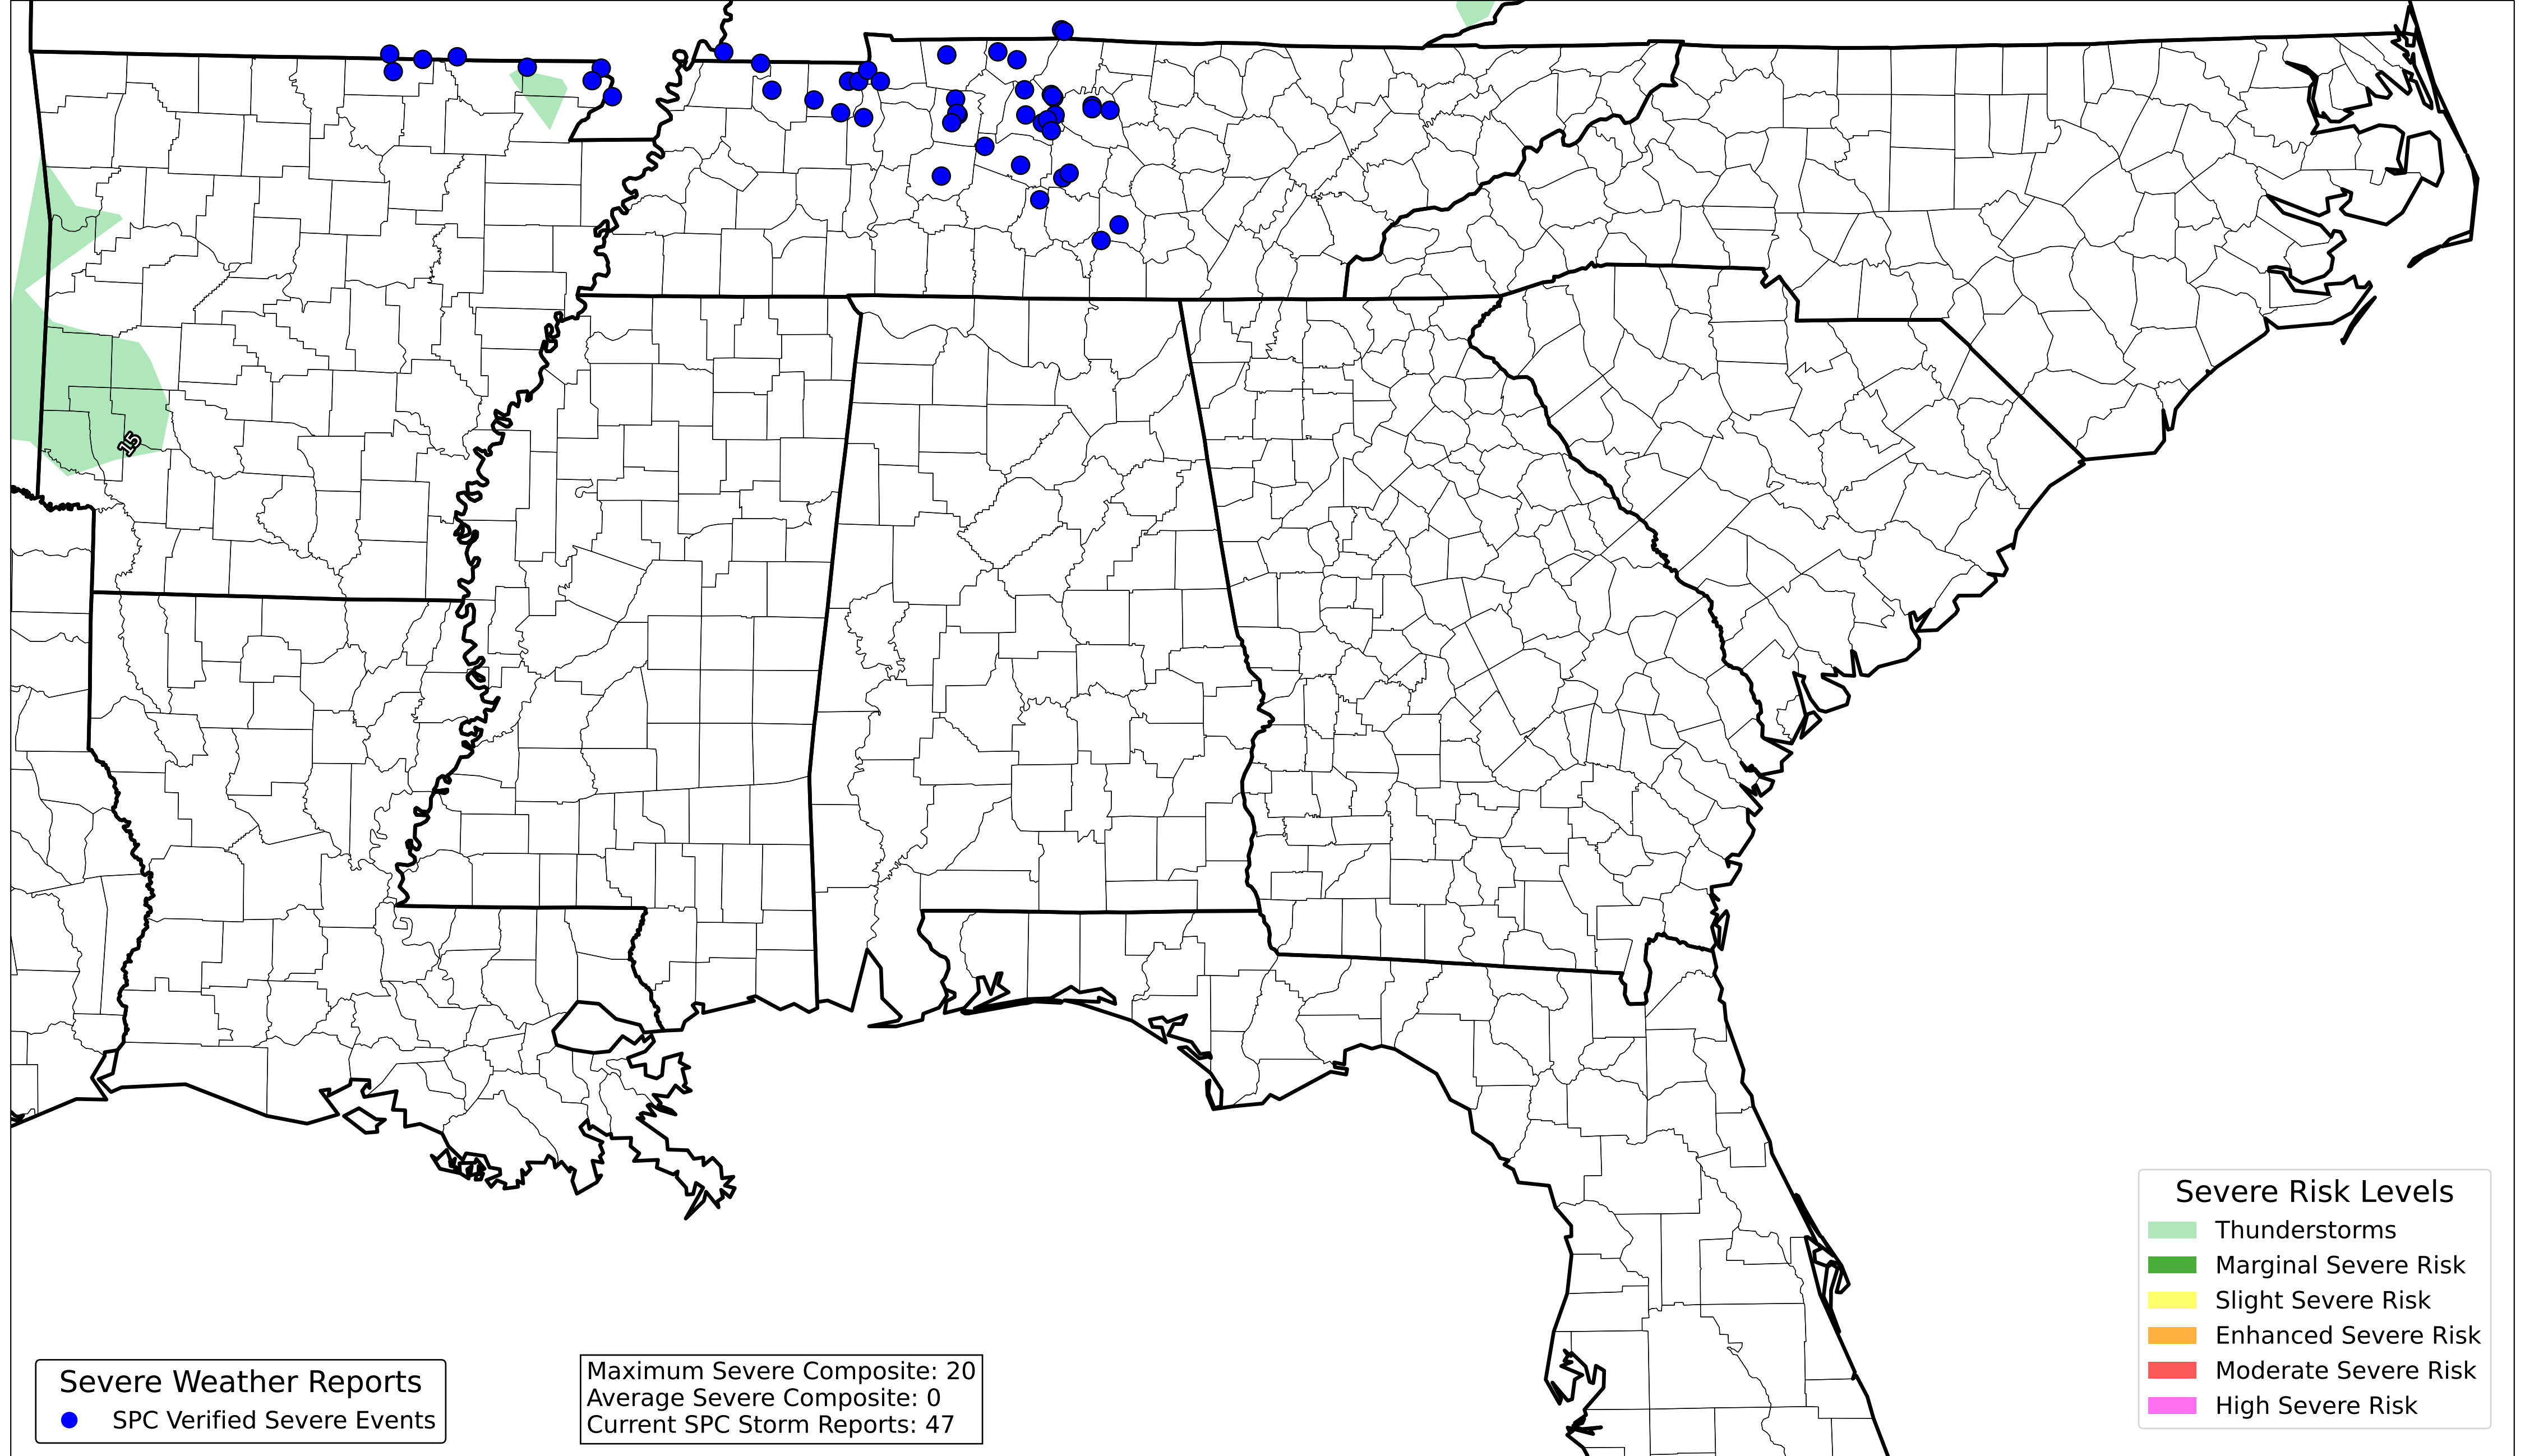 15
Severe Risk Levels
Thunderstorms
Marginal Severe Risk
Slight Severe Risk
Enhanced Severe Risk
Moderate Severe Risk
High Severe Risk
Severe Weather Reports
SPC Verified Severe Events
Maximum Severe Composite: 20
Average Severe Composite: 0
Current SPC Storm Reports: 47